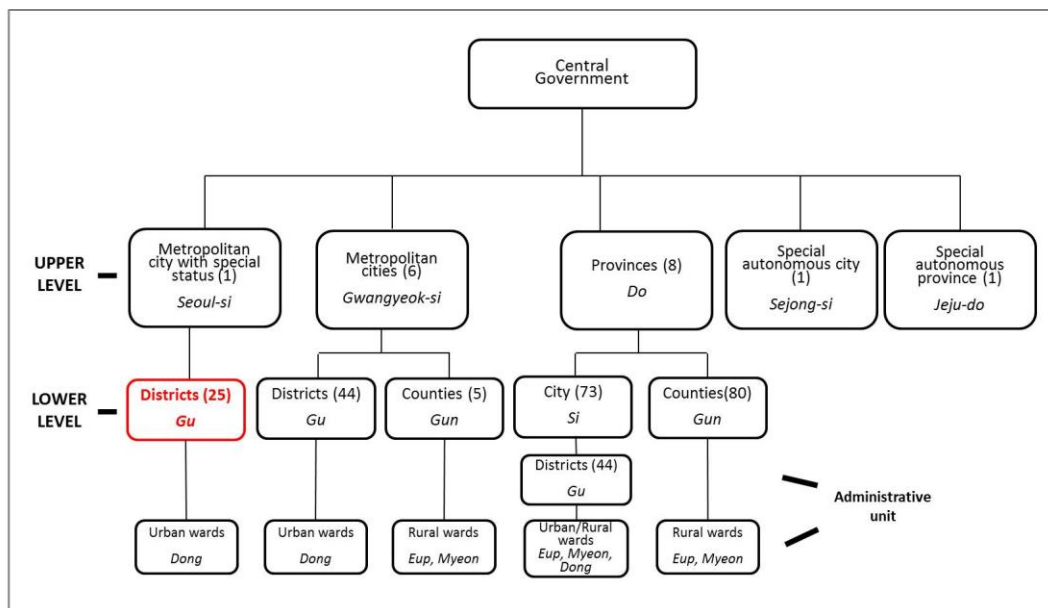 Central
Government
Metropolitan
city with special
status (1)
Seoul-si
Metropolitan
cities (6)
Gwangyeok-si
Provinces (8)
Do
Special
autonomous city
(1)
Sejong-si
Special
autonomous
province (1)
Jeju-do
UPPER
LEVEL
LOWER
LEVEL
Districts (25)
Gu
Districts (44)
Gu
Counties (5)
Gun
City (73)
Si
Counties(80)
Gun
Districts (44)
Gu
Administrative
unit
Urban wards
Dong
Urban wards
Dong
Rural wards
Eup, Myeon
Urban/Rural
wards
Eup, Myeon,
Dong
Rural wards
Eup, Myeon